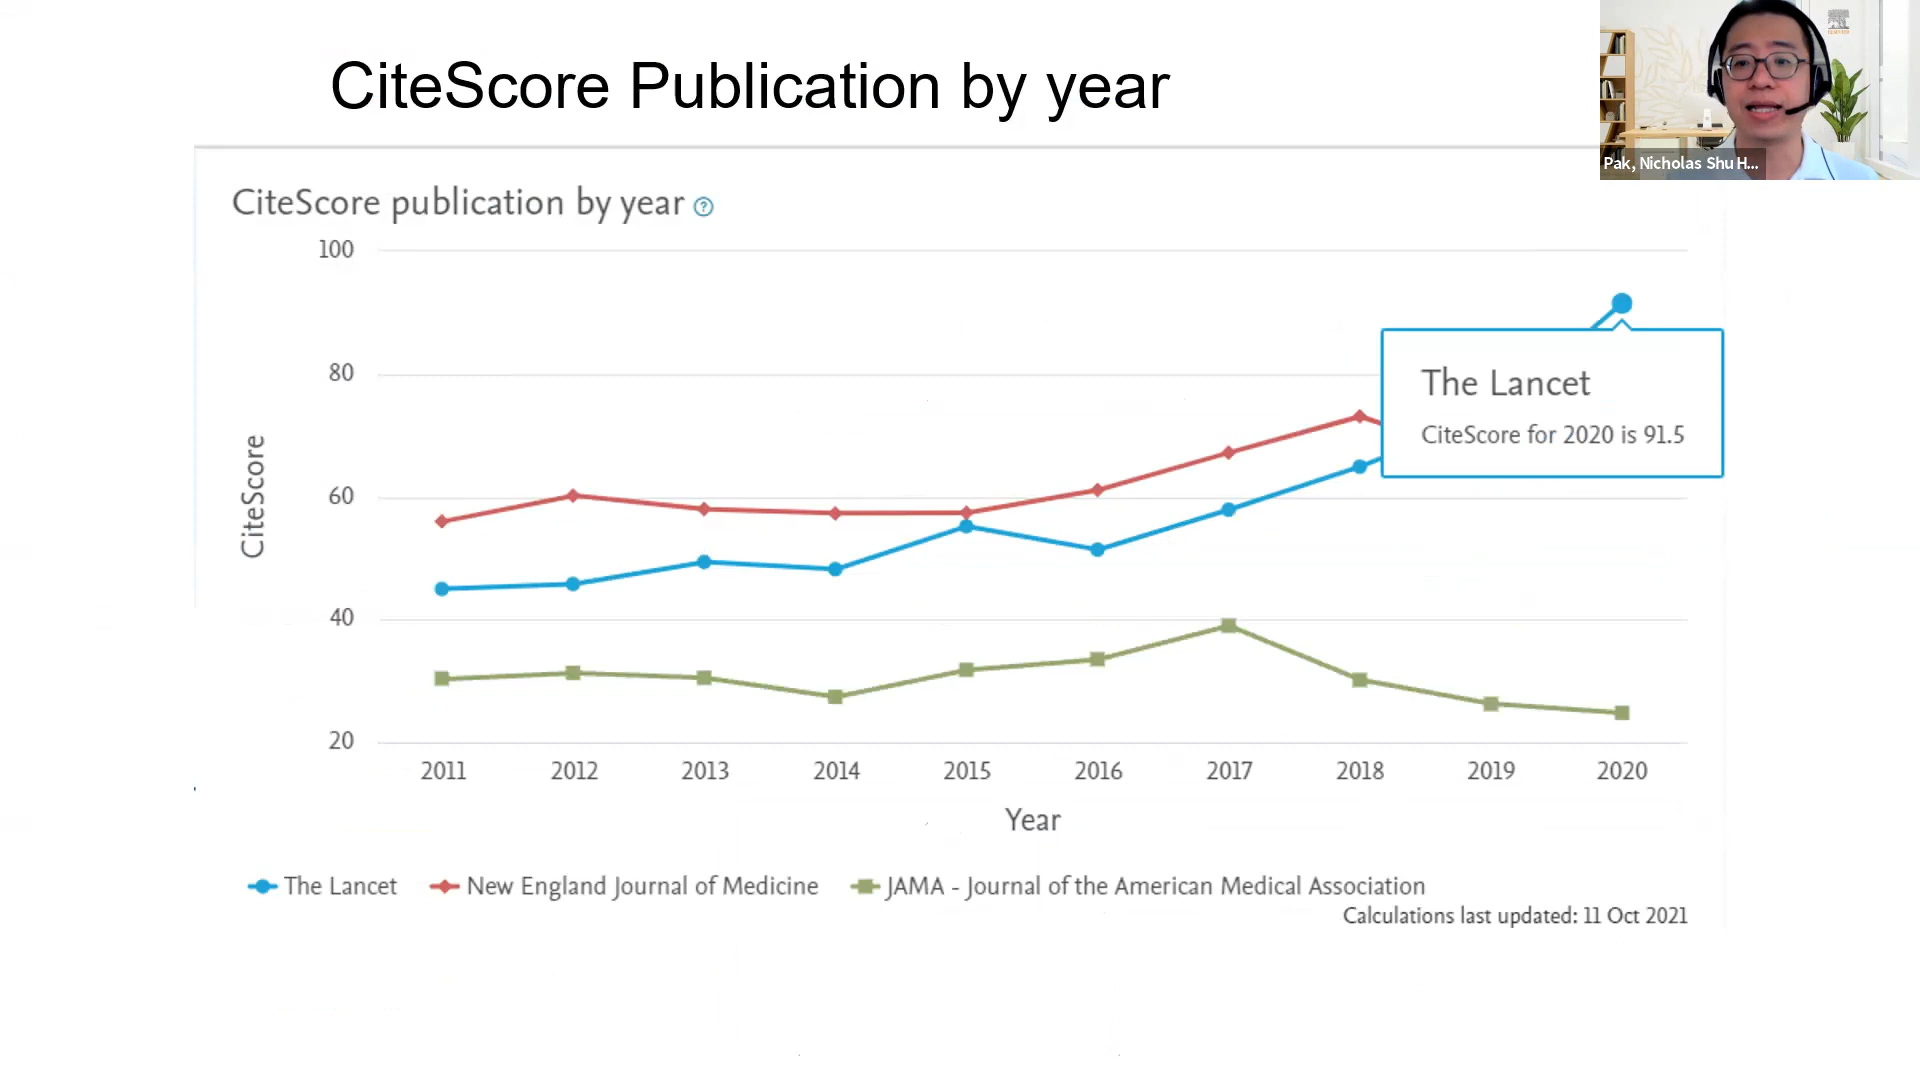 CiteScore Publication by year
Pak, Nicholas Shu H...
CiteScore publication by year ?
100
80
60
40
20
CiteScore
The Lancet
CiteScore for 2020 is 91.5
2011 2012 2013 2014 2015 2016 2017 2018 2019 2020
Year
The Lancet New England Journal of Medicine JAMA - Journal of the American Medical Association
Calculations last updated: 11 Oct 2021